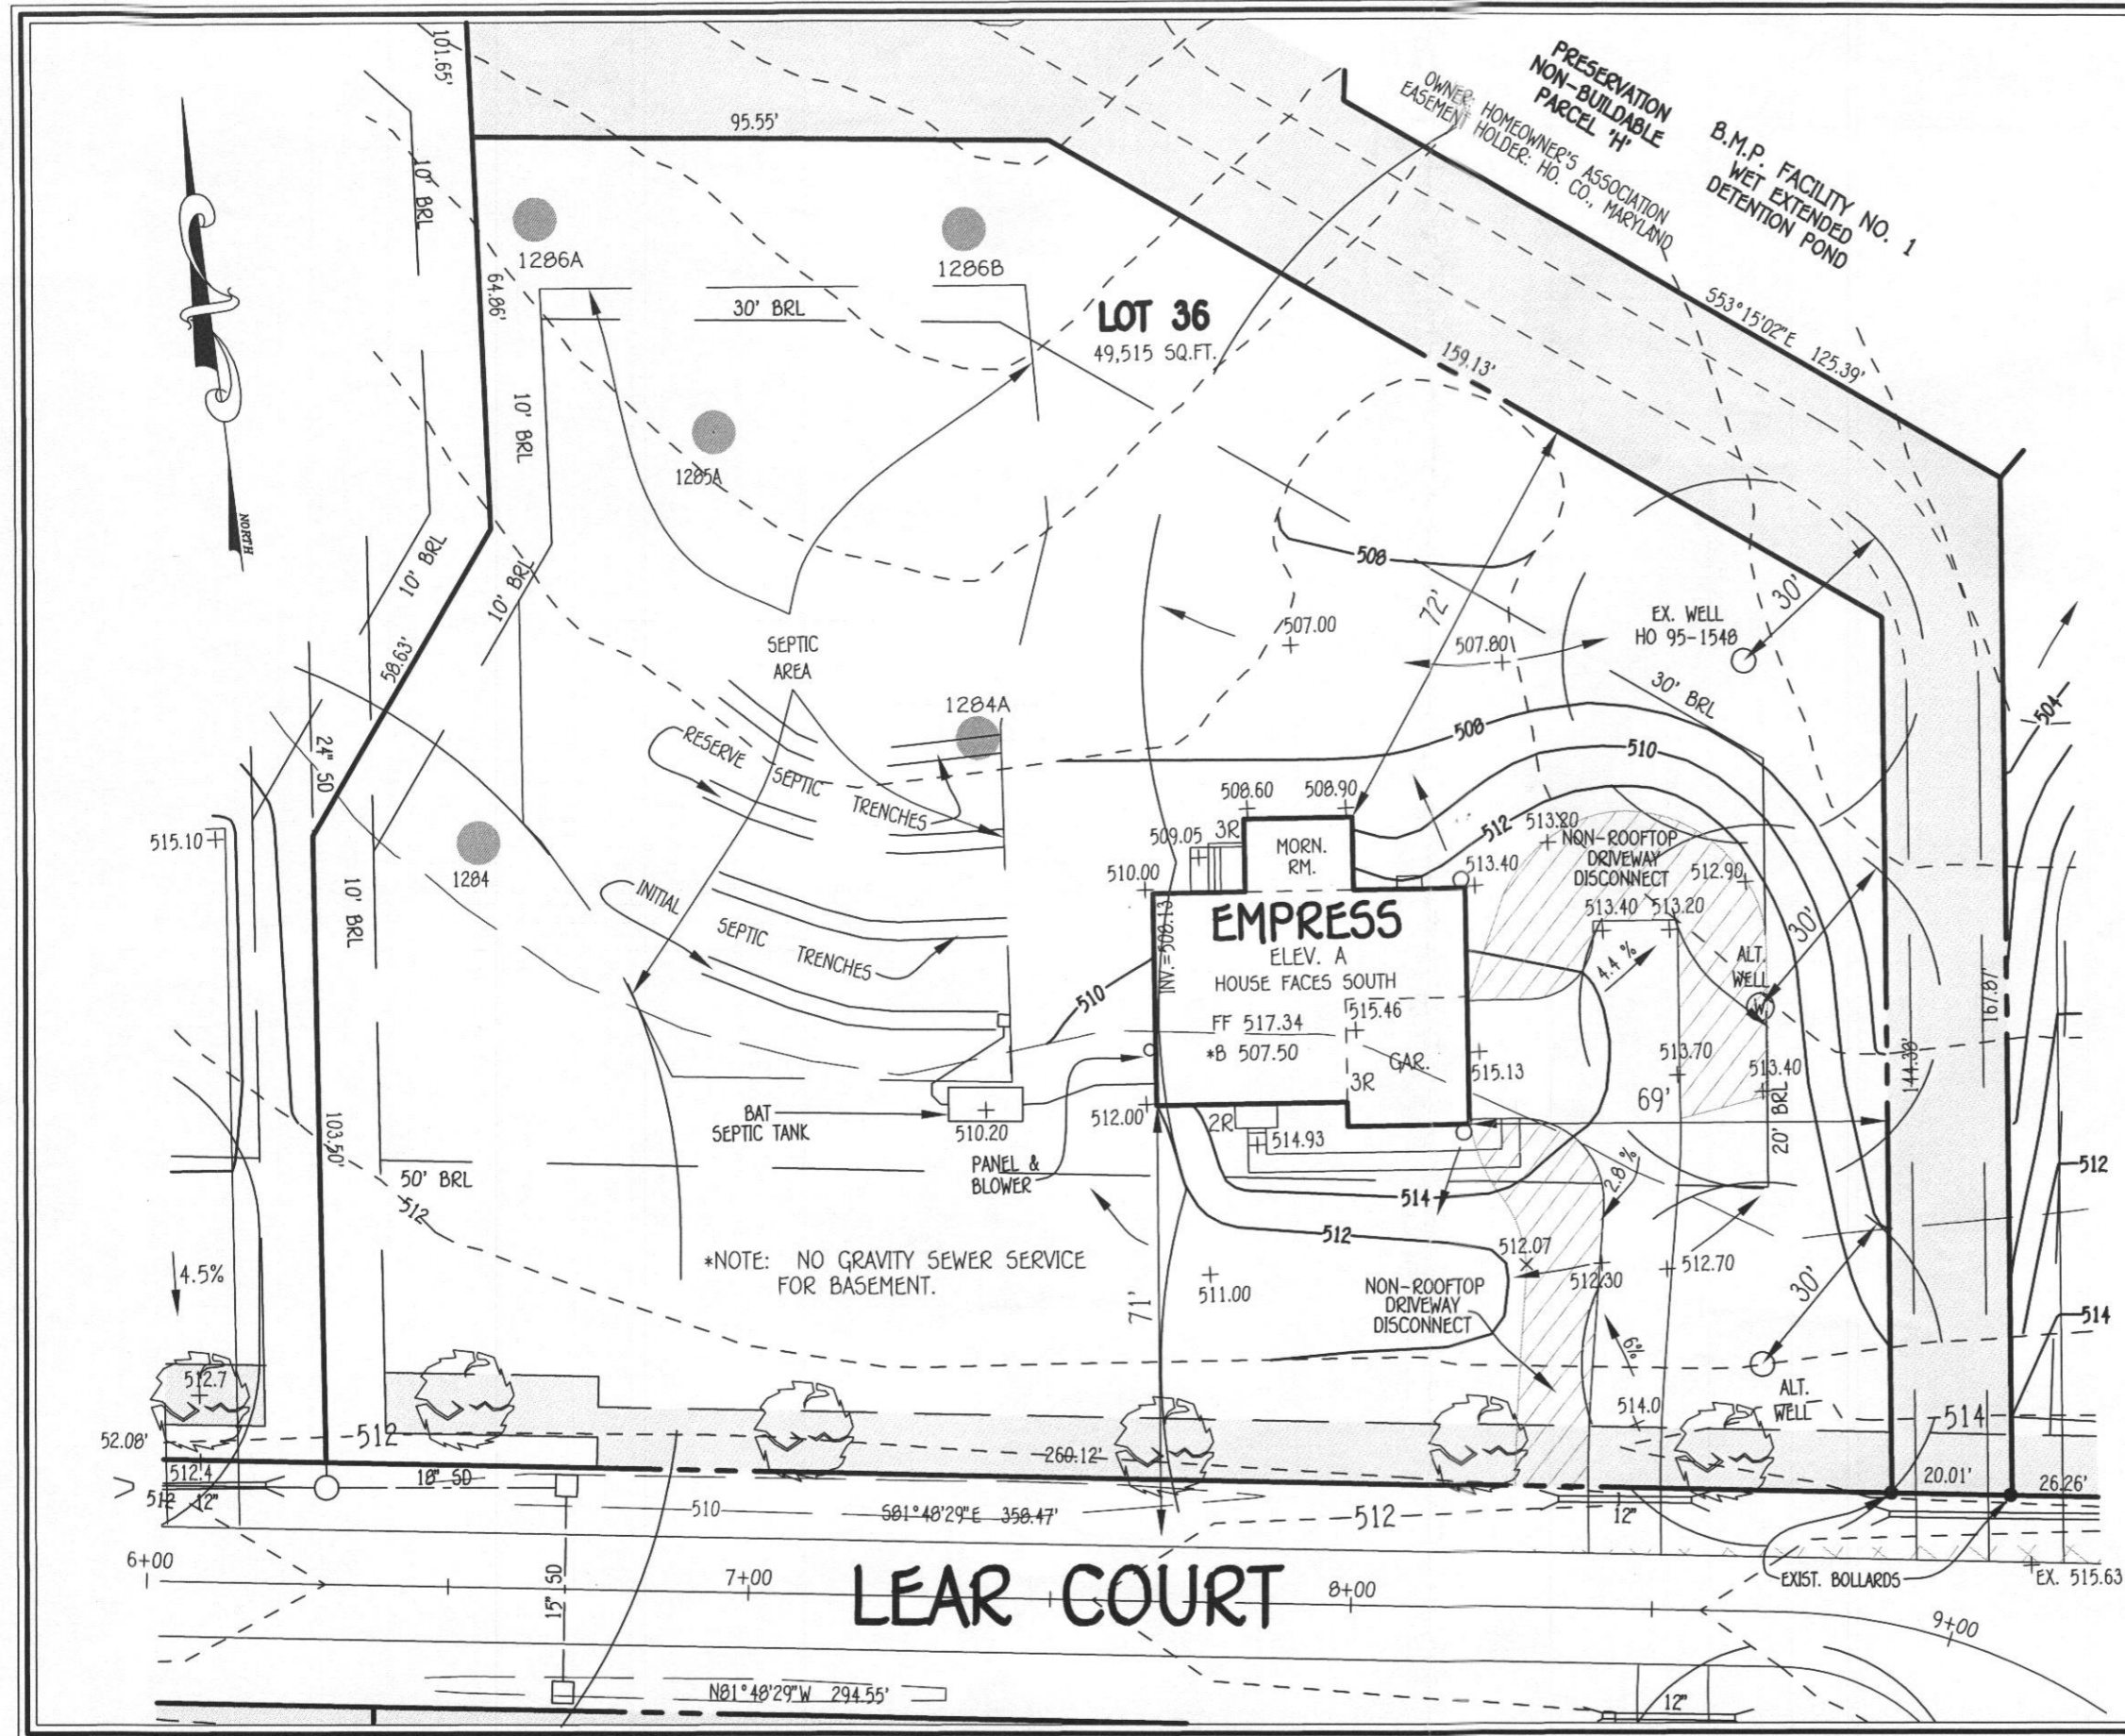 101.65'
95.55'
PRESERVATION
NON-BUILDABLE
PARCEL 'H'
OWNER: HOMEOWNER'S ASSOCIATION
EASEMENT HOLDER: HO. CO., MARYLAND
B.M.P. FACILITY NO. 1
WET EXTENDED
DETENTION POND
10' BRL
NORTH
1286A
1286B
64.86'
30' BRL
LOT 36
49,515 SQ.FT.
S53°15'02"E 125.39'
159.13'
10' BRL
1285A
10' BRL
10' BRL
508
72'
30'
EX. WELL
HO 95-1548
507.00
507.80
58.63'
SEPTIC
AREA
30' BRL
1284A
504
24" SD
RESERVE
SEPTIC
TRENCHES
508
510
508.60
508.90
512
513.20
515.10
509.05
3R
MORN.
RM.
NON-ROOFTOP
DRIVEWAY
DISCONNECT
512.90
513.40
510.00
1284
INITIAL
SEPTIC
TRENCHES
10' BRL
INV.=508.13
EMPRESS
ELEV. A
HOUSE FACES SOUTH
FF 517.34
*B 507.50
515.46
GAR.
3R
513.40
513.20
4.4 %
30'
ALT.
WELL
W
510
167.87'
144.38'
513.70
513.40
515.13
69'
20' BRL
BAT
SEPTIC TANK
510.20
512.00
2R
514.93
103.50'
PANEL &
BLOWER
50' BRL
512
2.8 %
514
512
512
*NOTE: NO GRAVITY SEWER SERVICE
FOR BASEMENT.
4.5%
71'
511.00
512.07
512.30
512.70
NON-ROOFTOP
DRIVEWAY
DISCONNECT
30'
6%
514
512.7
ALT.
WELL
514.0
514
52.08'
512
260.12'
512.4
18" SD
20.01'
26.26'
512
12"
510
S81°48'29"E 358.47'
512
12"
6+00
7+00
8+00
9+00
15" SD
LEAR COURT
EXIST. BOLLARDS
EX. 515.63
N81°48'29"W 294.55'
12"